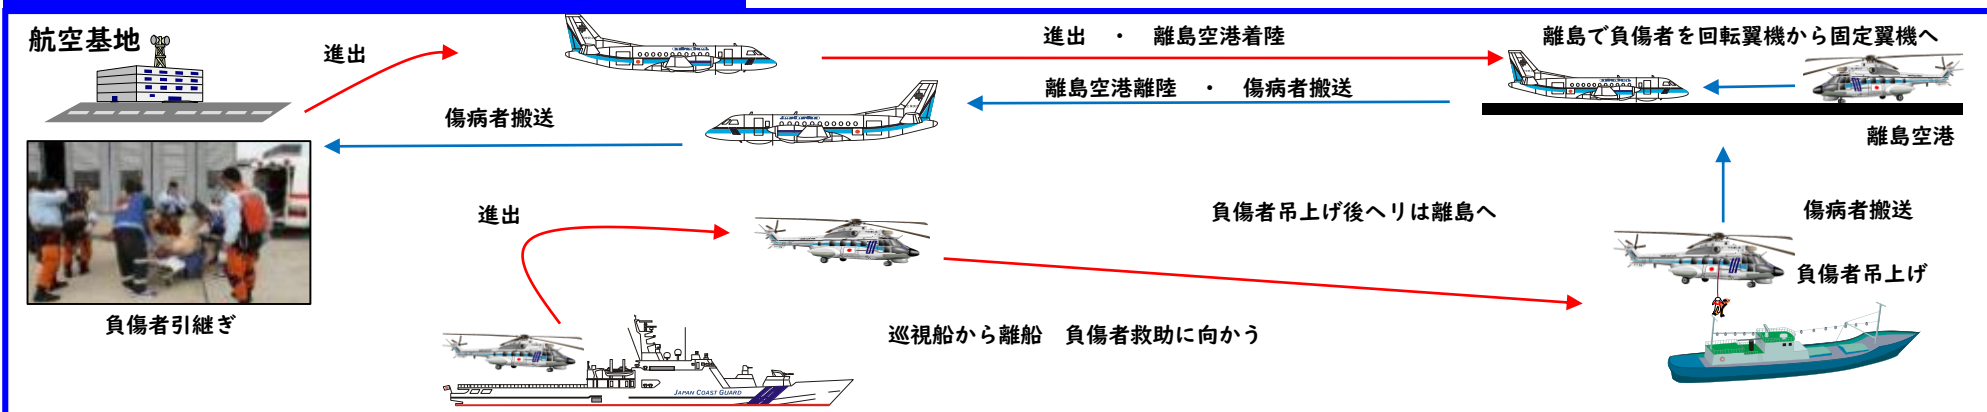 航空基地
進出
進出 ・ 離島空港着陸
離島で負傷者を回転翼機から固定翼機へ
離島空港離陸 ・ 傷病者搬送
傷病者搬送
離島空港
進出
負傷者吊上げ後ヘリは離島へ
傷病者搬送
負傷者吊上げ
負傷者引継ぎ
巡視船から離船 負傷者救助に向かう
JAPAN COAST GUARD